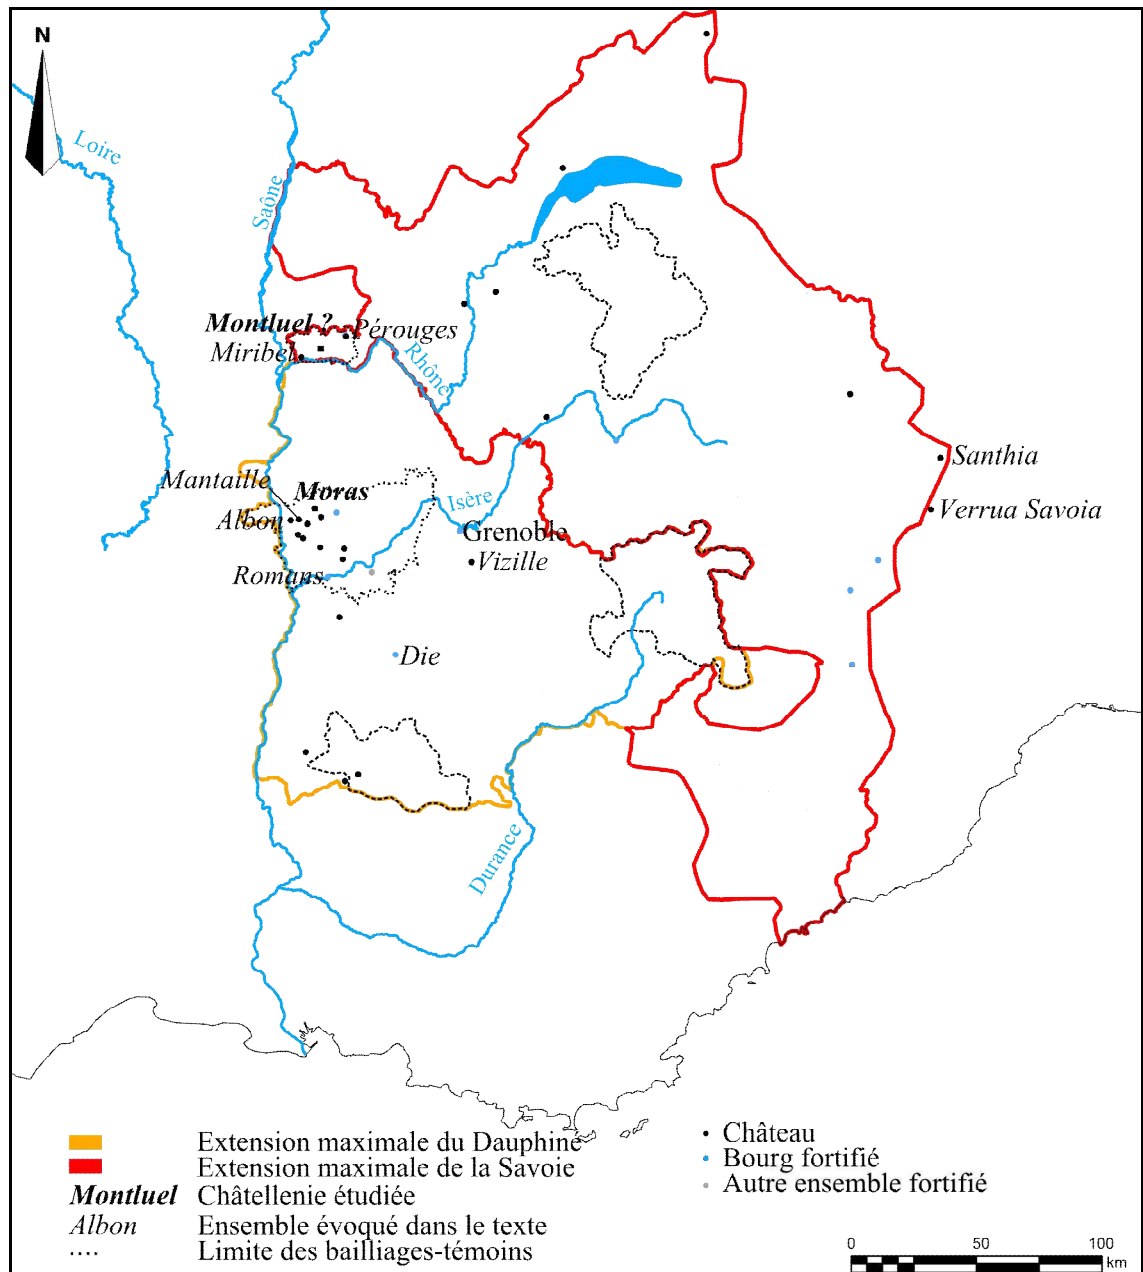 N
Loire
Saône
Montluel ?
Pérouges
Miribel
Rhône
Mantaille
Moras
Isère
Albon
Grenoble
Vizille
Romans
Santhia
Verrua Savoia
Die
Durance
Extension maximale du Dauphiné
Extension maximale de la Savoie
Montluel Châtellenie étudiée
Albon Ensemble évoqué dans le texte
.... Limite des bailliages-témoins
Château
Bourg fortifié
Autre ensemble fortifié
0 50 100
km